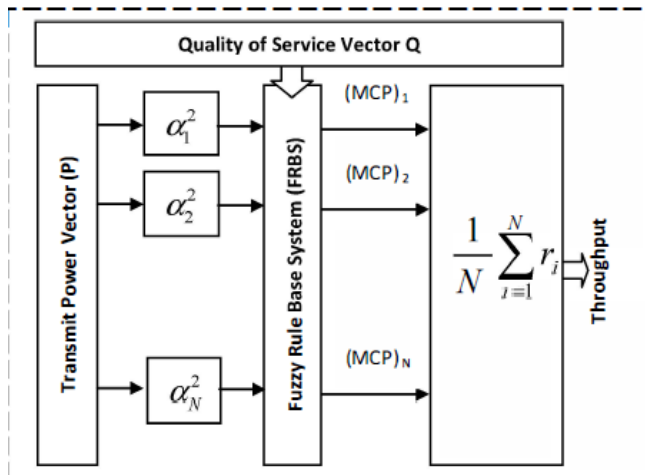 Quality of Service Vector Q
Transmit Power Vector (P)
α₁²
α₂²
α_N²
Fuzzy Rule Base System (FRBS)
(MCP)₁
(MCP)₂
(MCP)_N
1/N ∑_{i=1}^{N} r_i
Throughput